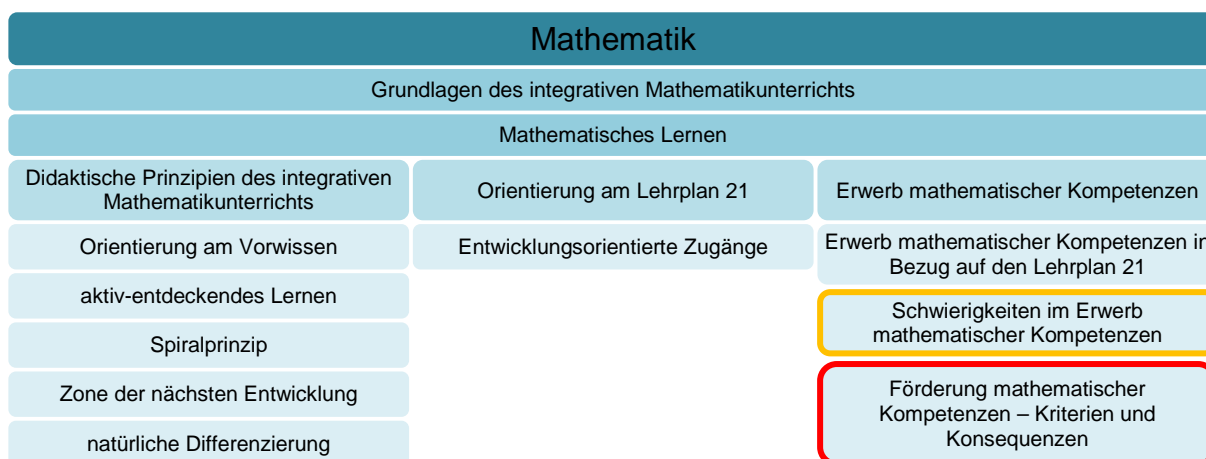 Mathematik
Grundlagen des integrativen Mathematikunterrichts
Mathematisches Lernen
Didaktische Prinzipien des integrativen
Mathematikunterrichts
Orientierung am Vorwissen
aktiv-entdeckendes Lernen
Spiralprinzip
Zone der nächsten Entwicklung
natürliche Differenzierung
Orientierung am Lehrplan 21
Entwicklungsorientierte Zugänge
Erwerb mathematischer Kompetenzen
Erwerb mathematischer Kompetenzen in
Bezug auf den Lehrplan 21
Schwierigkeiten im Erwerb
mathematischer Kompetenzen
Förderung mathematischer
Kompetenzen – Kriterien und
Konsequenzen